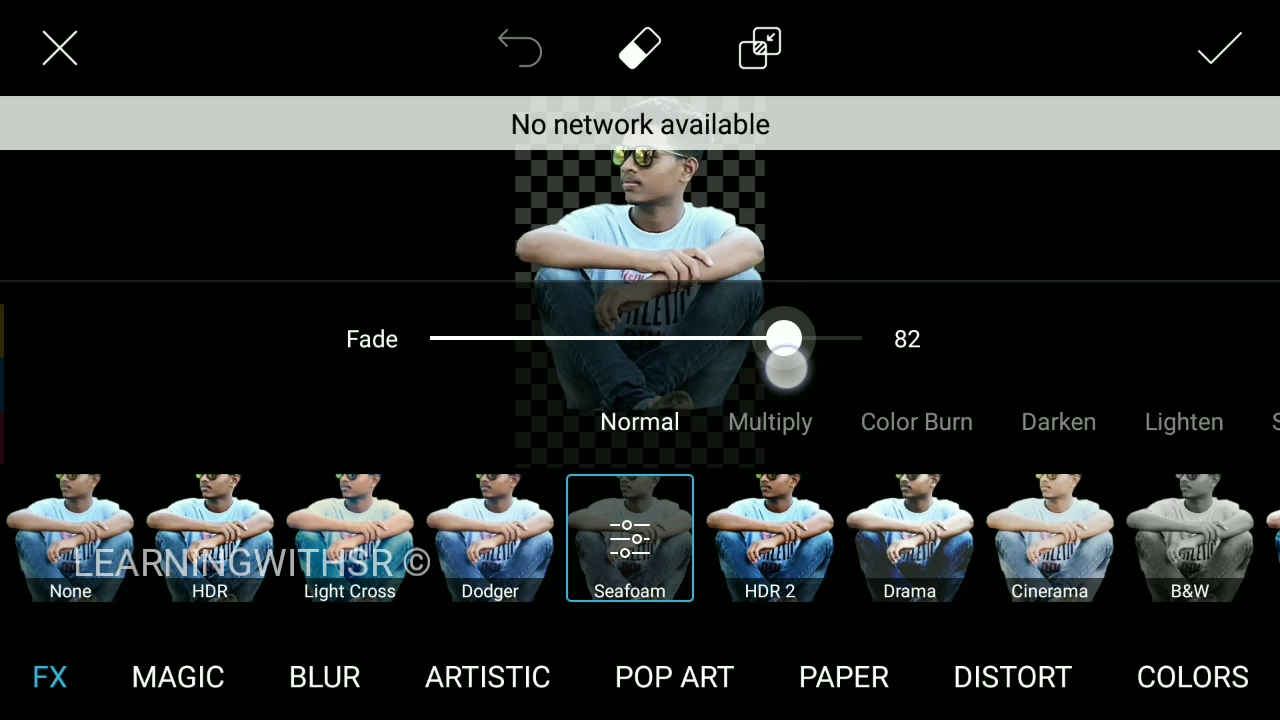 No network available
Fade 82
Normal Multiply Color Burn Darken Lighten S
LEARNINGWITHSR ©
None HDR Light Cross Dodger Seafoam HDR 2 Drama Cinerama B&W
FX MAGIC BLUR ARTISTIC POP ART PAPER DISTORT COLORS